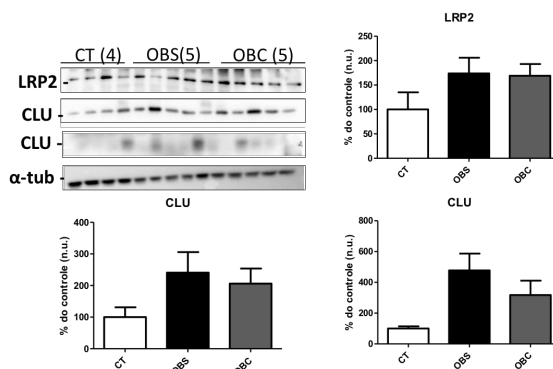 CT (4) OBS(5) OBC (5)
LRP2
CLU
CLU
α-tub
LRP2
% do controle (n.u.)
250
200
150
100
50
0
CT
OBS
OBC
CLU
% do controle (n.u.)
400
300
200
100
0
CT
OBS
OBC
CLU
% do controle (n.u.)
800
600
400
200
0
CT
OBS
OBC